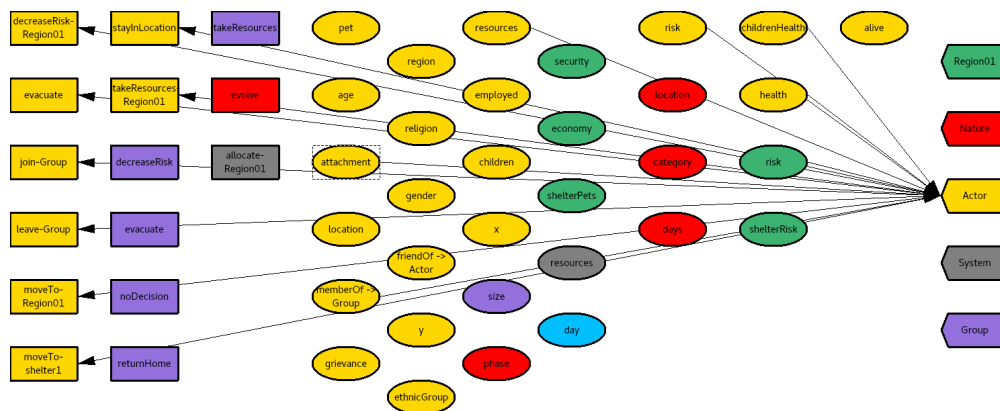 decreaseRisk-
Region01
stayInLocation
takeResources
pet
resources
risk
childrenHealth
alive
region
security
Region01
evacuate
takeResources-
Region01
evolve
age
employed
location
health
religion
economy
Nature
join-Group
decreaseRisk
allocate-
Region01
attachment
children
category
risk
gender
shelterPets
Actor
leave-Group
evacuate
location
x
days
shelterRisk
friendOf ->
Actor
resources
System
moveTo-
Region01
noDecision
memberOf ->
Group
size
y
day
Group
moveTo-
shelter1
returnHome
grievance
phase
ethnicGroup